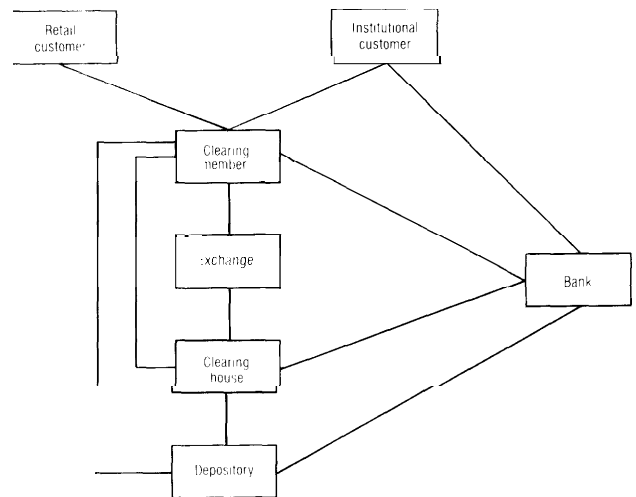 Retail
customer
Institutional
customer
Clearing
member
Exchange
Bank
Clearing
house
Depository